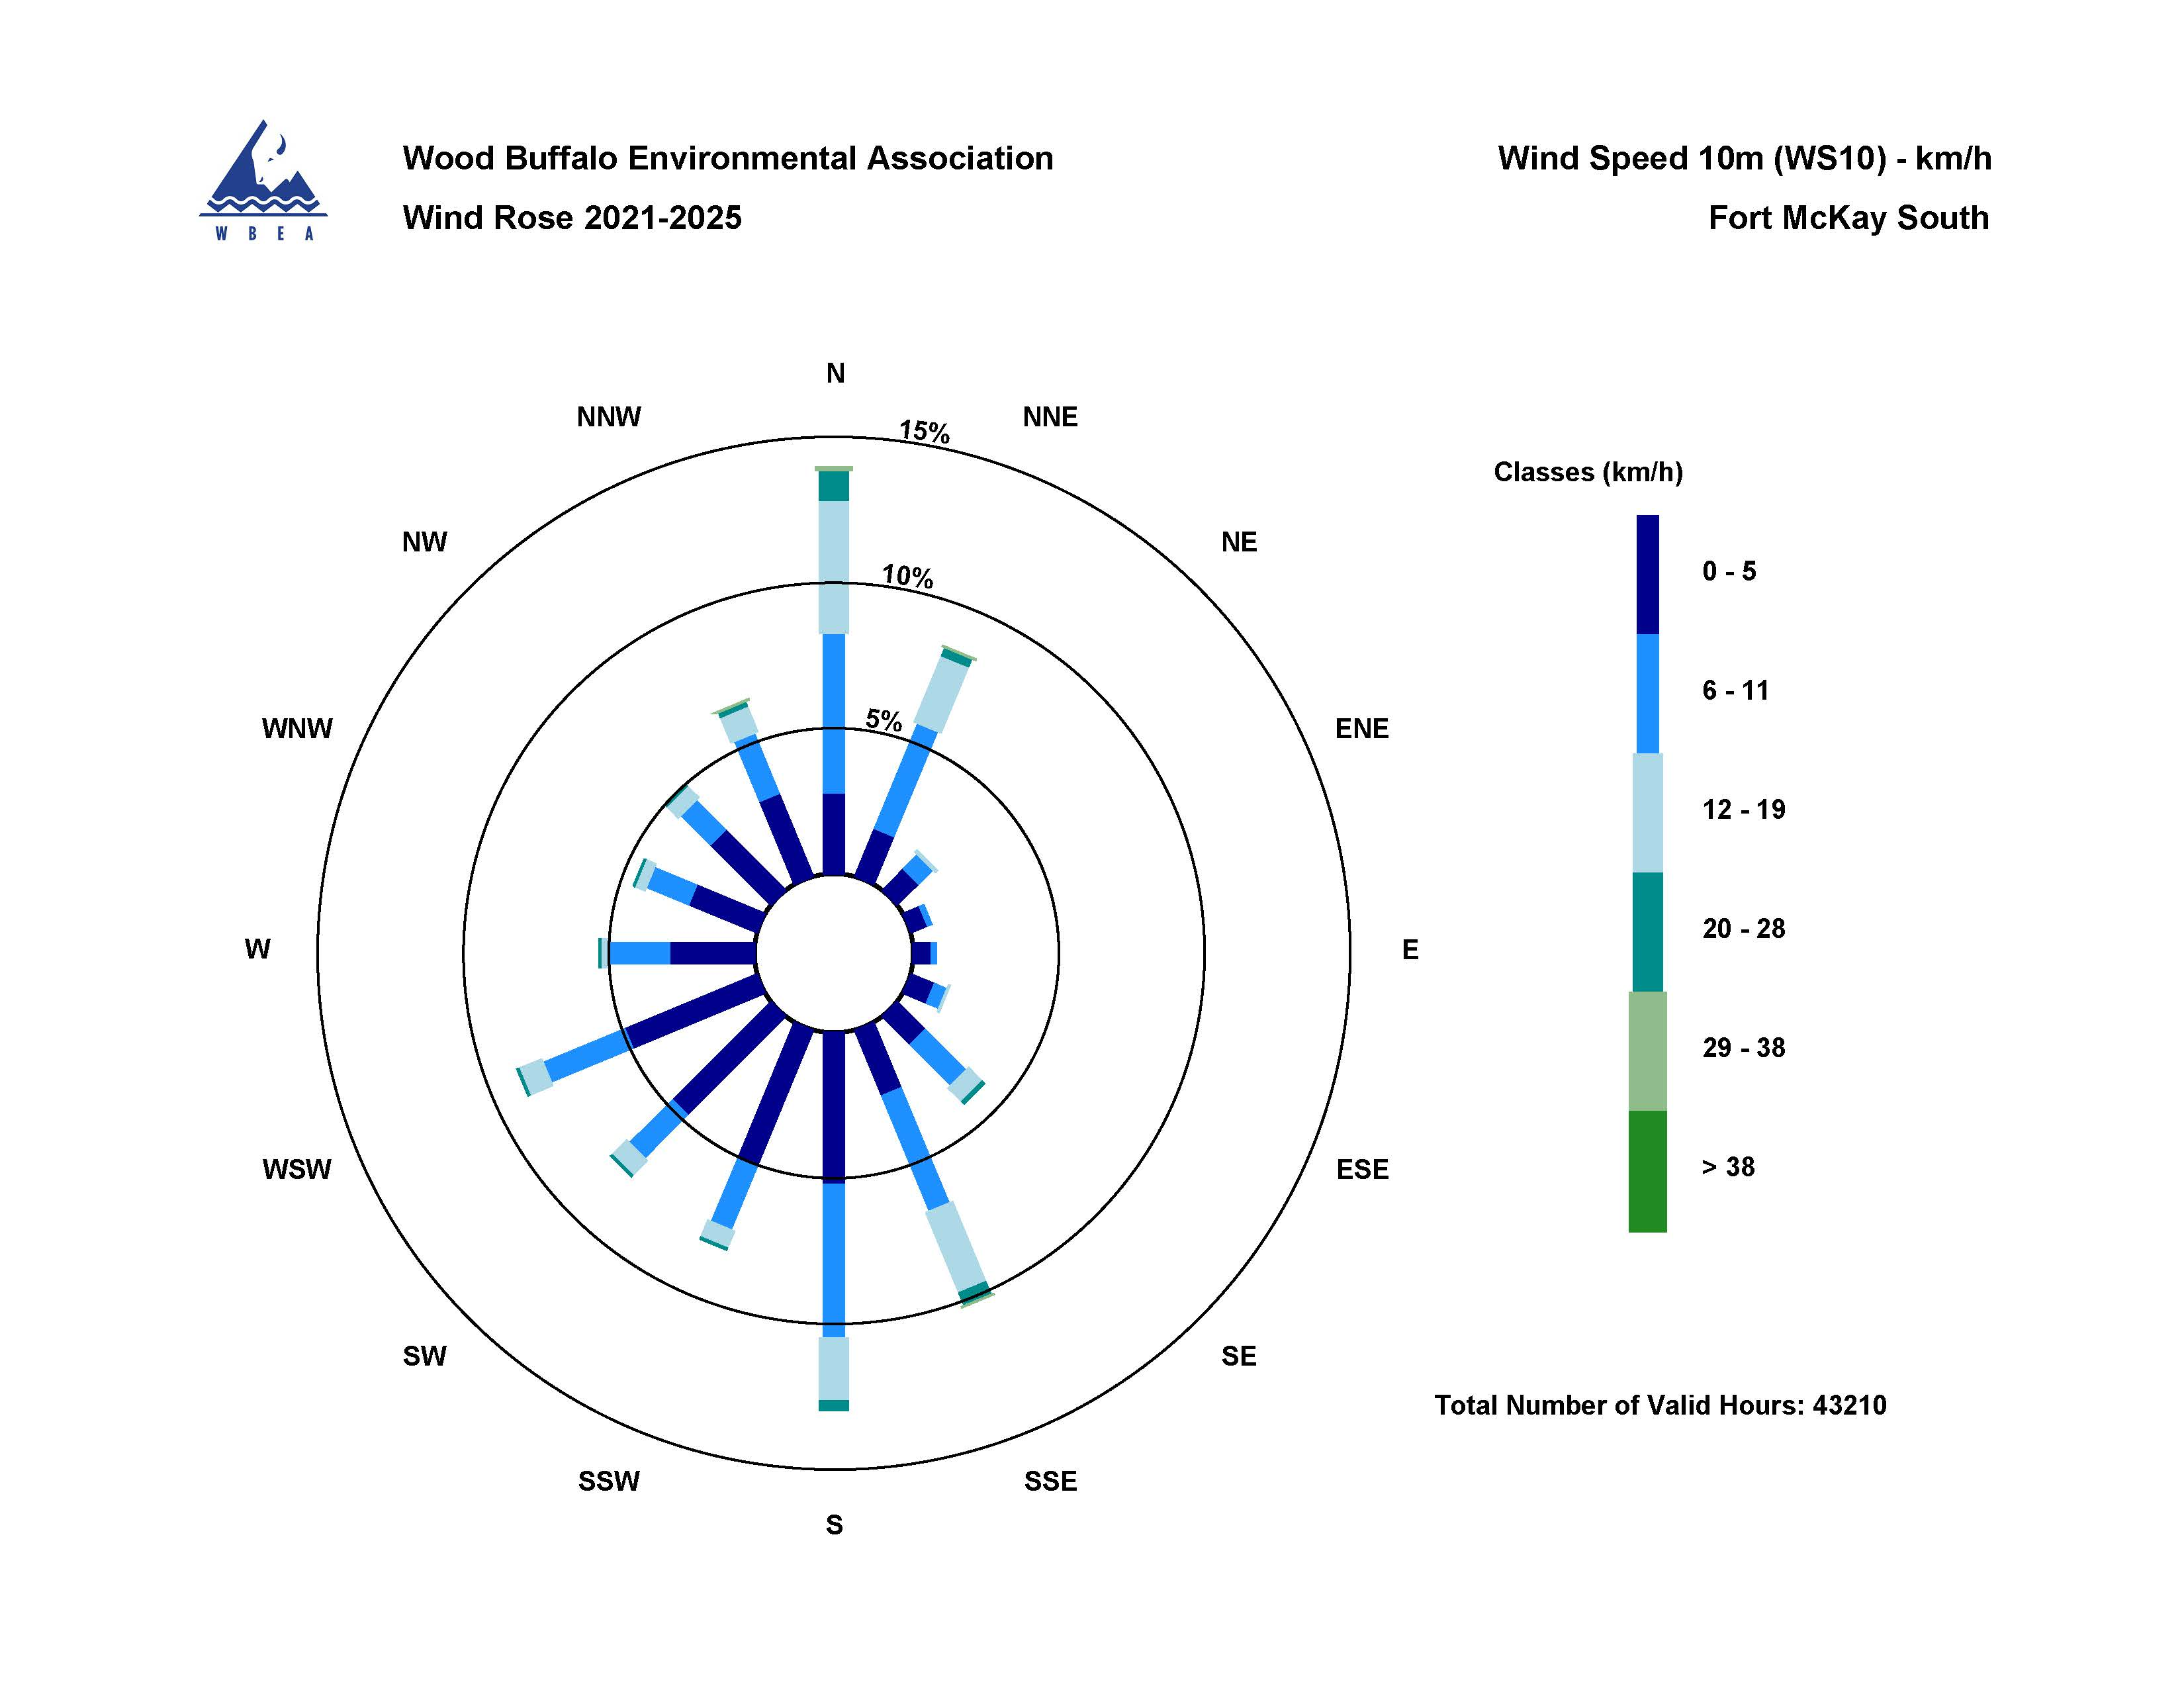 Wood Buffalo Environmental Association
Wind Speed 10m (WS10) - km/h
Wind Rose 2021-2025
Fort McKay South
W B E A
N
NNW
NNE
15%
NW
NE
10%
WNW
ENE
5%
W
E
WSW
ESE
SW
SE
SSW
SSE
S
Classes (km/h)
0 - 5
6 - 11
12 - 19
20 - 28
29 - 38
> 38
Total Number of Valid Hours: 43210